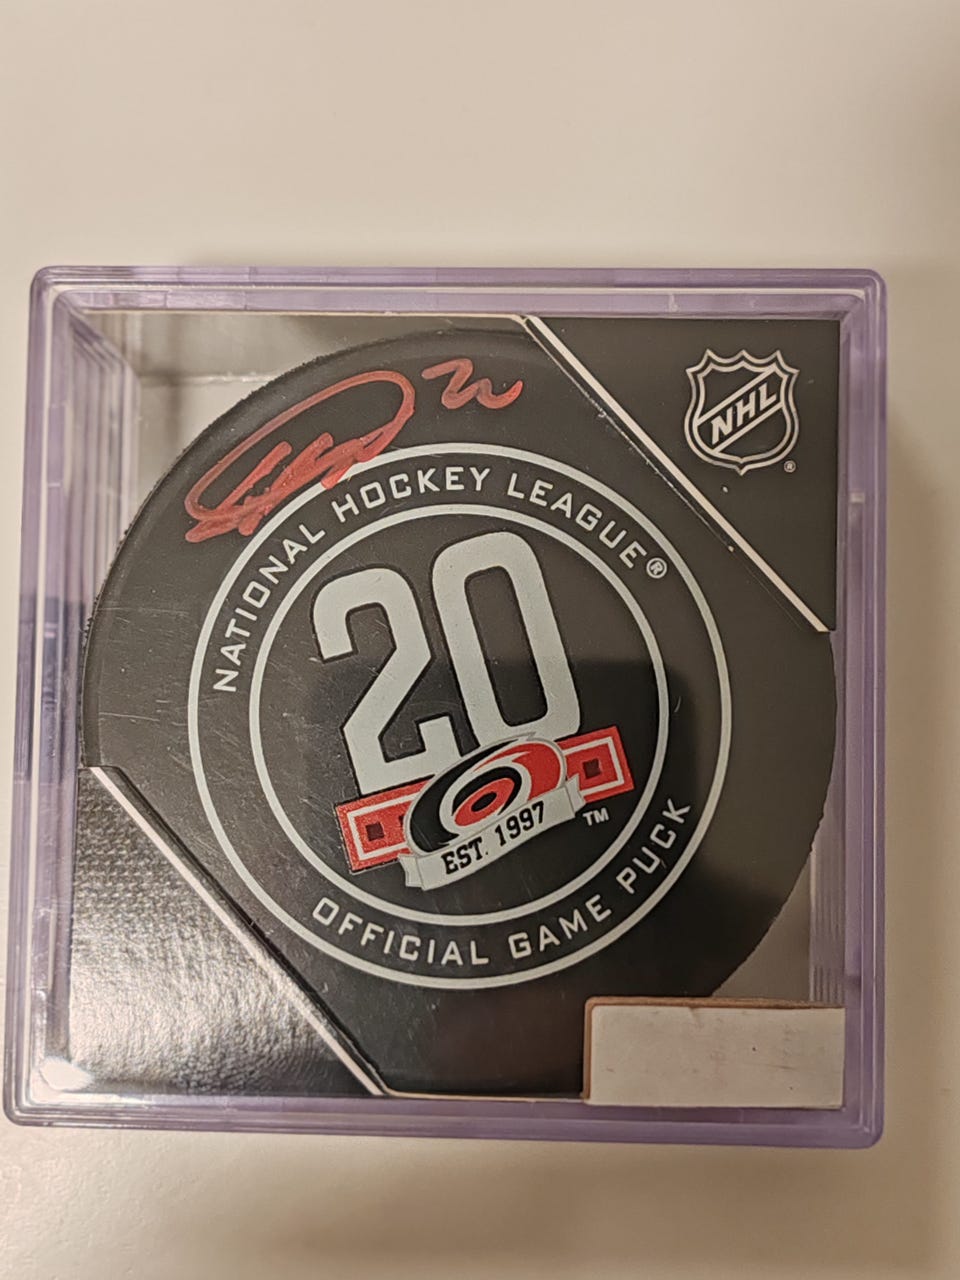 NHL
®
NATIONAL HOCKEY LEAGUE®
20
EST. 1997
TM
OFFICIAL GAME PUCK